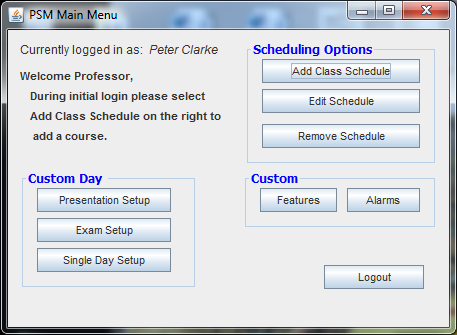 PSM Main Menu
Currently logged in as: Peter Clarke
Welcome Professor,
During initial login please select
Add Class Schedule on the right to
add a course.
Scheduling Options
Add Class Schedule
Edit Schedule
Remove Schedule
Custom Day
Presentation Setup
Exam Setup
Single Day Setup
Custom
Features
Alarms
Logout